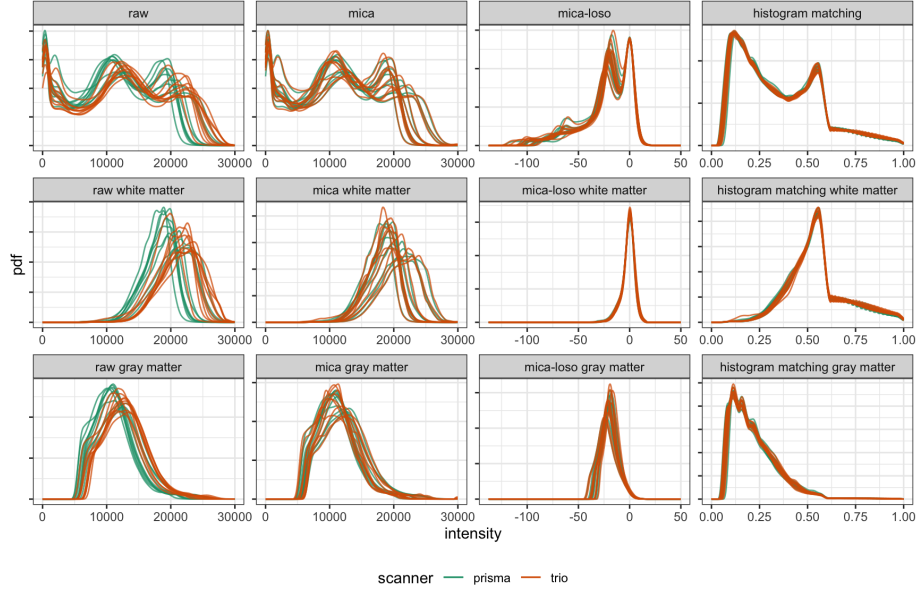 raw mica mica-loso histogram matching
0 10000 20000 30000 0 10000 20000 30000 -100 -50 0 50 0.00 0.25 0.50 0.75 1.00
raw white matter mica white matter mica-loso white matter histogram matching white matter
pdf
0 10000 20000 30000 0 10000 20000 30000 -100 -50 0 50 0.00 0.25 0.50 0.75 1.00
raw gray matter mica gray matter mica-loso gray matter histogram matching gray matter
0 10000 20000 30000 0 10000 20000 30000 -100 -50 0 50 0.00 0.25 0.50 0.75 1.00
intensity
scanner prisma trio